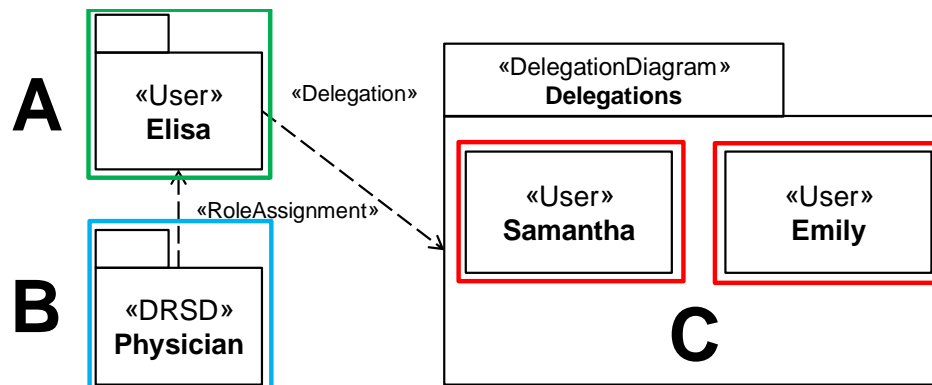 A
«User»
Elisa
«Delegation»
«DelegationDiagram»
Delegations
«User»
Samantha
«User»
Emily
«RoleAssignment»
B
«DRSD»
Physician
C